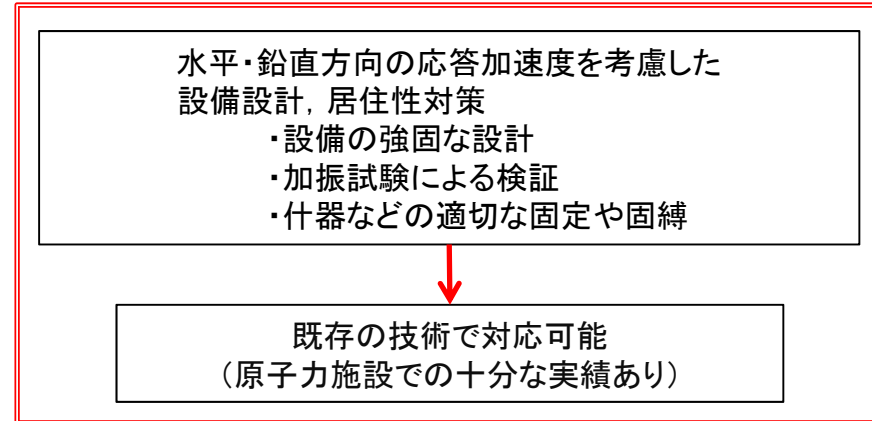 水平・鉛直方向の応答加速度を考慮した
設備設計，居住性対策
・設備の強固な設計
・加振試験による検証
・什器などの適切な固定や固縛
既存の技術で対応可能
（原子力施設での十分な実績あり）